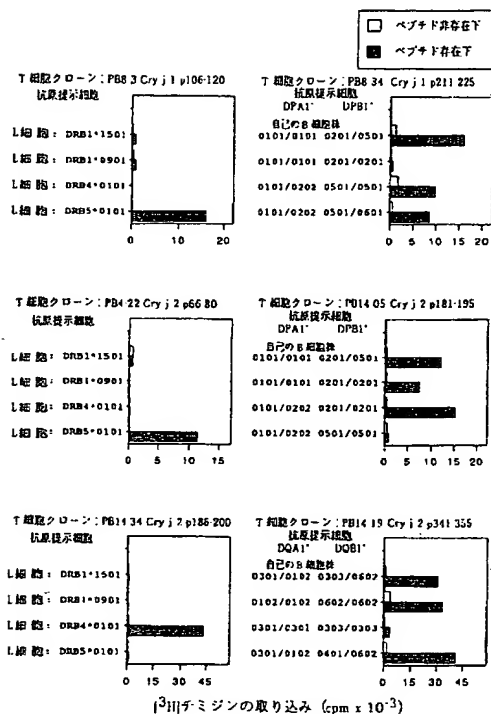 ペプチド非存在下
ペプチド存在下
T 細胞クローン：PB8 3 Cry j 1 p106-120
抗原提示細胞
L細胞：DRB1*1501
L細胞：DRB1*0901
L細胞：DRB4*0101
L細胞：DRB5*0101
0 10 20
T 細胞クローン：PB8 34 Cry j 1 p211-225
抗原提示細胞
DPA1* DPB1*
自己のB細胞株
0101/0101 0201/0501
0101/0101 0201/0201
0101/0202 0501/0501
0101/0202 0501/0601
0 5 10 15 20
T 細胞クローン：PB4 22 Cry j 2 p66-80
抗原提示細胞
L細胞：DRB1*1501
L細胞：DRB1*0901
L細胞：DRB4*0101
L細胞：DRB5*0101
0 5 10 15
T 細胞クローン：PB14 05 Cry j 2 p181-195
抗原提示細胞
DPA1* DPB1*
自己のB細胞株
0101/0101 0201/0501
0101/0101 0201/0201
0101/0202 0201/0201
0101/0202 0501/0501
0 5 10 15 20
T 細胞クローン：PB14 34 Cry j 2 p186-200
抗原提示細胞
L細胞：DRB1*1501
L細胞：DRB1*0901
L細胞：DRB4*0101
L細胞：DRB5*0101
0 15 30 45
T 細胞クローン：PB14 19 Cry j 2 p341-355
抗原提示細胞
DQA1* DQB1*
自己のB細胞株
0301/0102 0303/0602
0102/0102 0602/0602
0301/0301 0303/0303
0301/0102 0401/0602
0 15 30 45
[³H]チミジンの取り込み (cpm x 10⁻³)